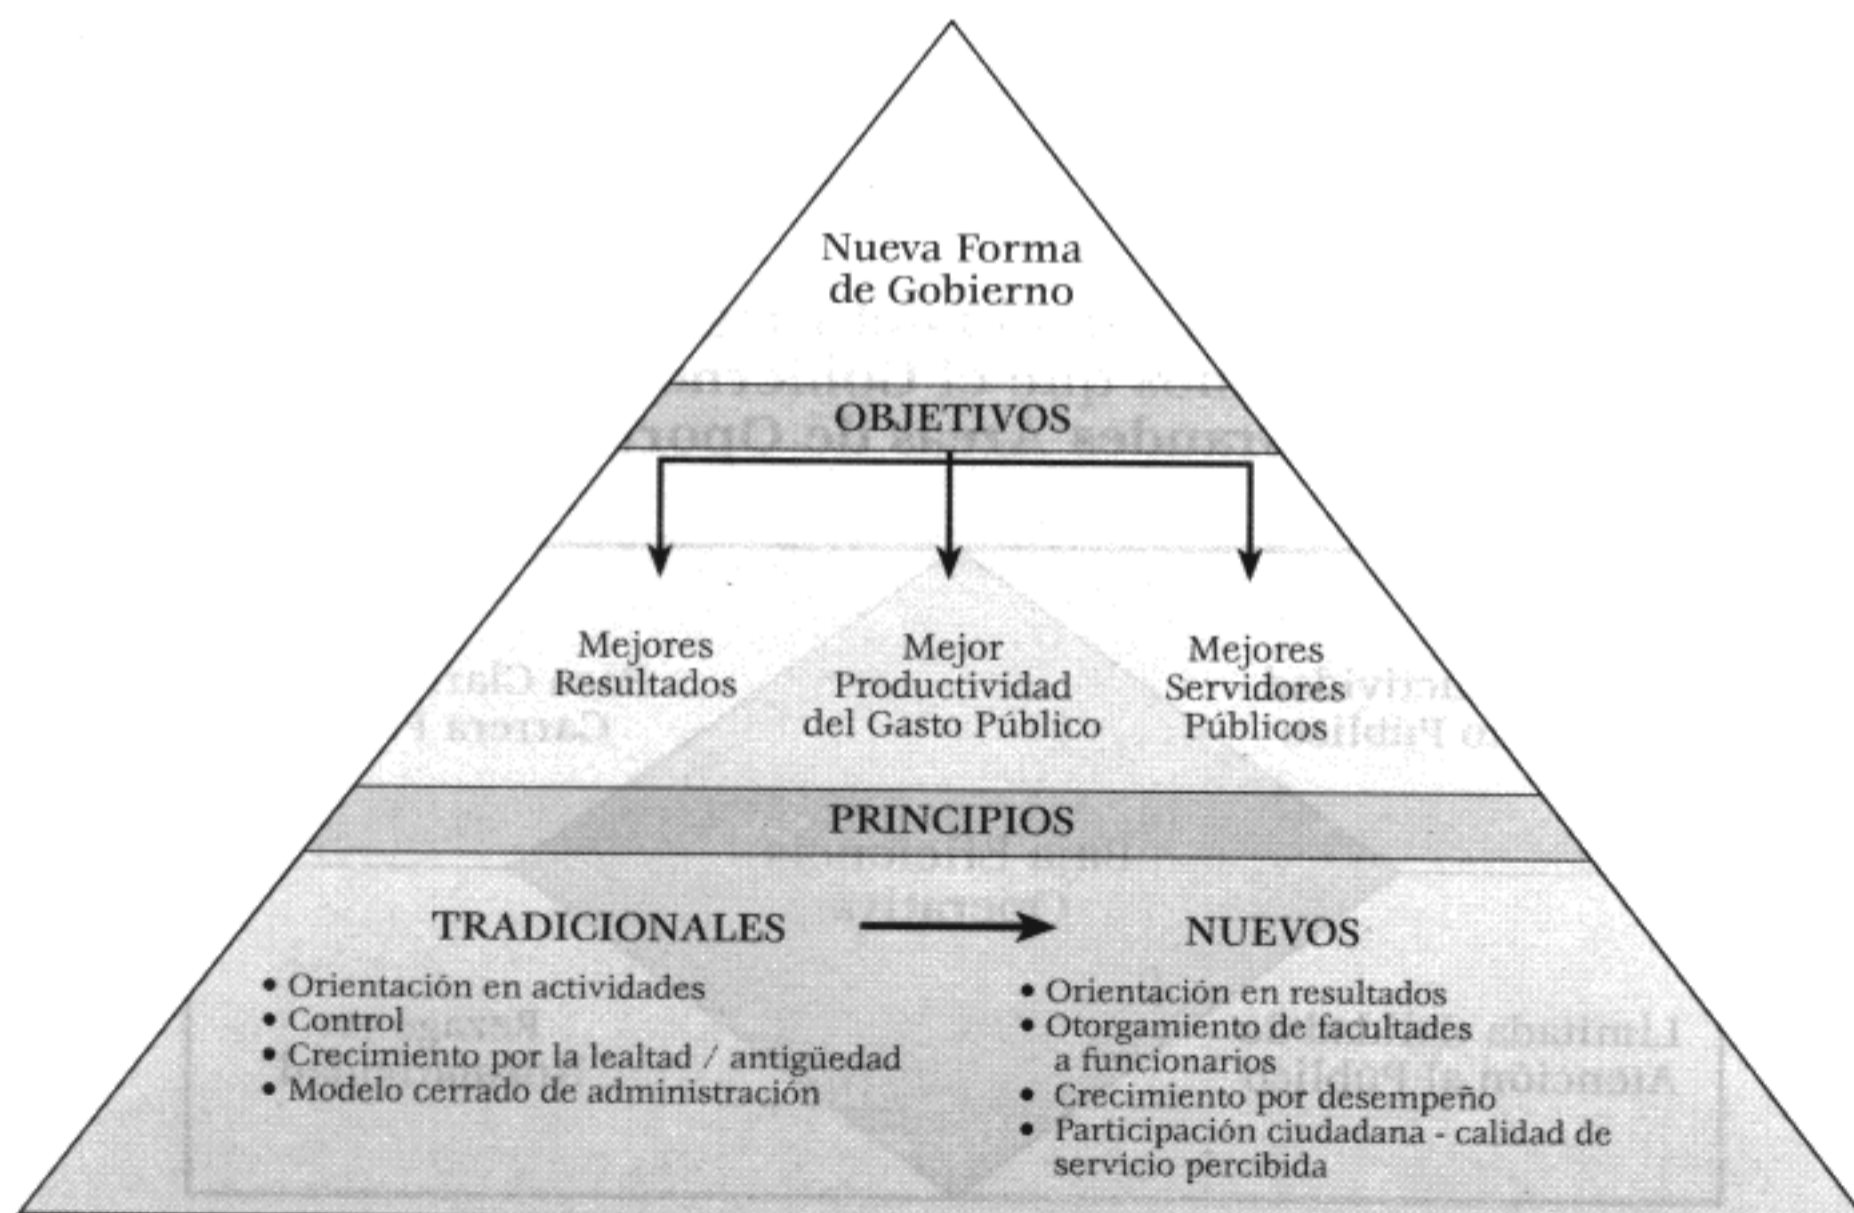 Nueva Forma
de Gobierno
OBJETIVOS
Mejores
Resultados
Mejor
Productividad
del Gasto Público
Mejores
Servidores
Públicos
PRINCIPIOS
TRADICIONALES
• Orientación en actividades
• Control
• Crecimiento por la lealtad / antigüedad
• Modelo cerrado de administración
NUEVOS
• Orientación en resultados
• Otorgamiento de facultades
a funcionarios
• Crecimiento por desempeño
• Participación ciudadana - calidad de
servicio percibida